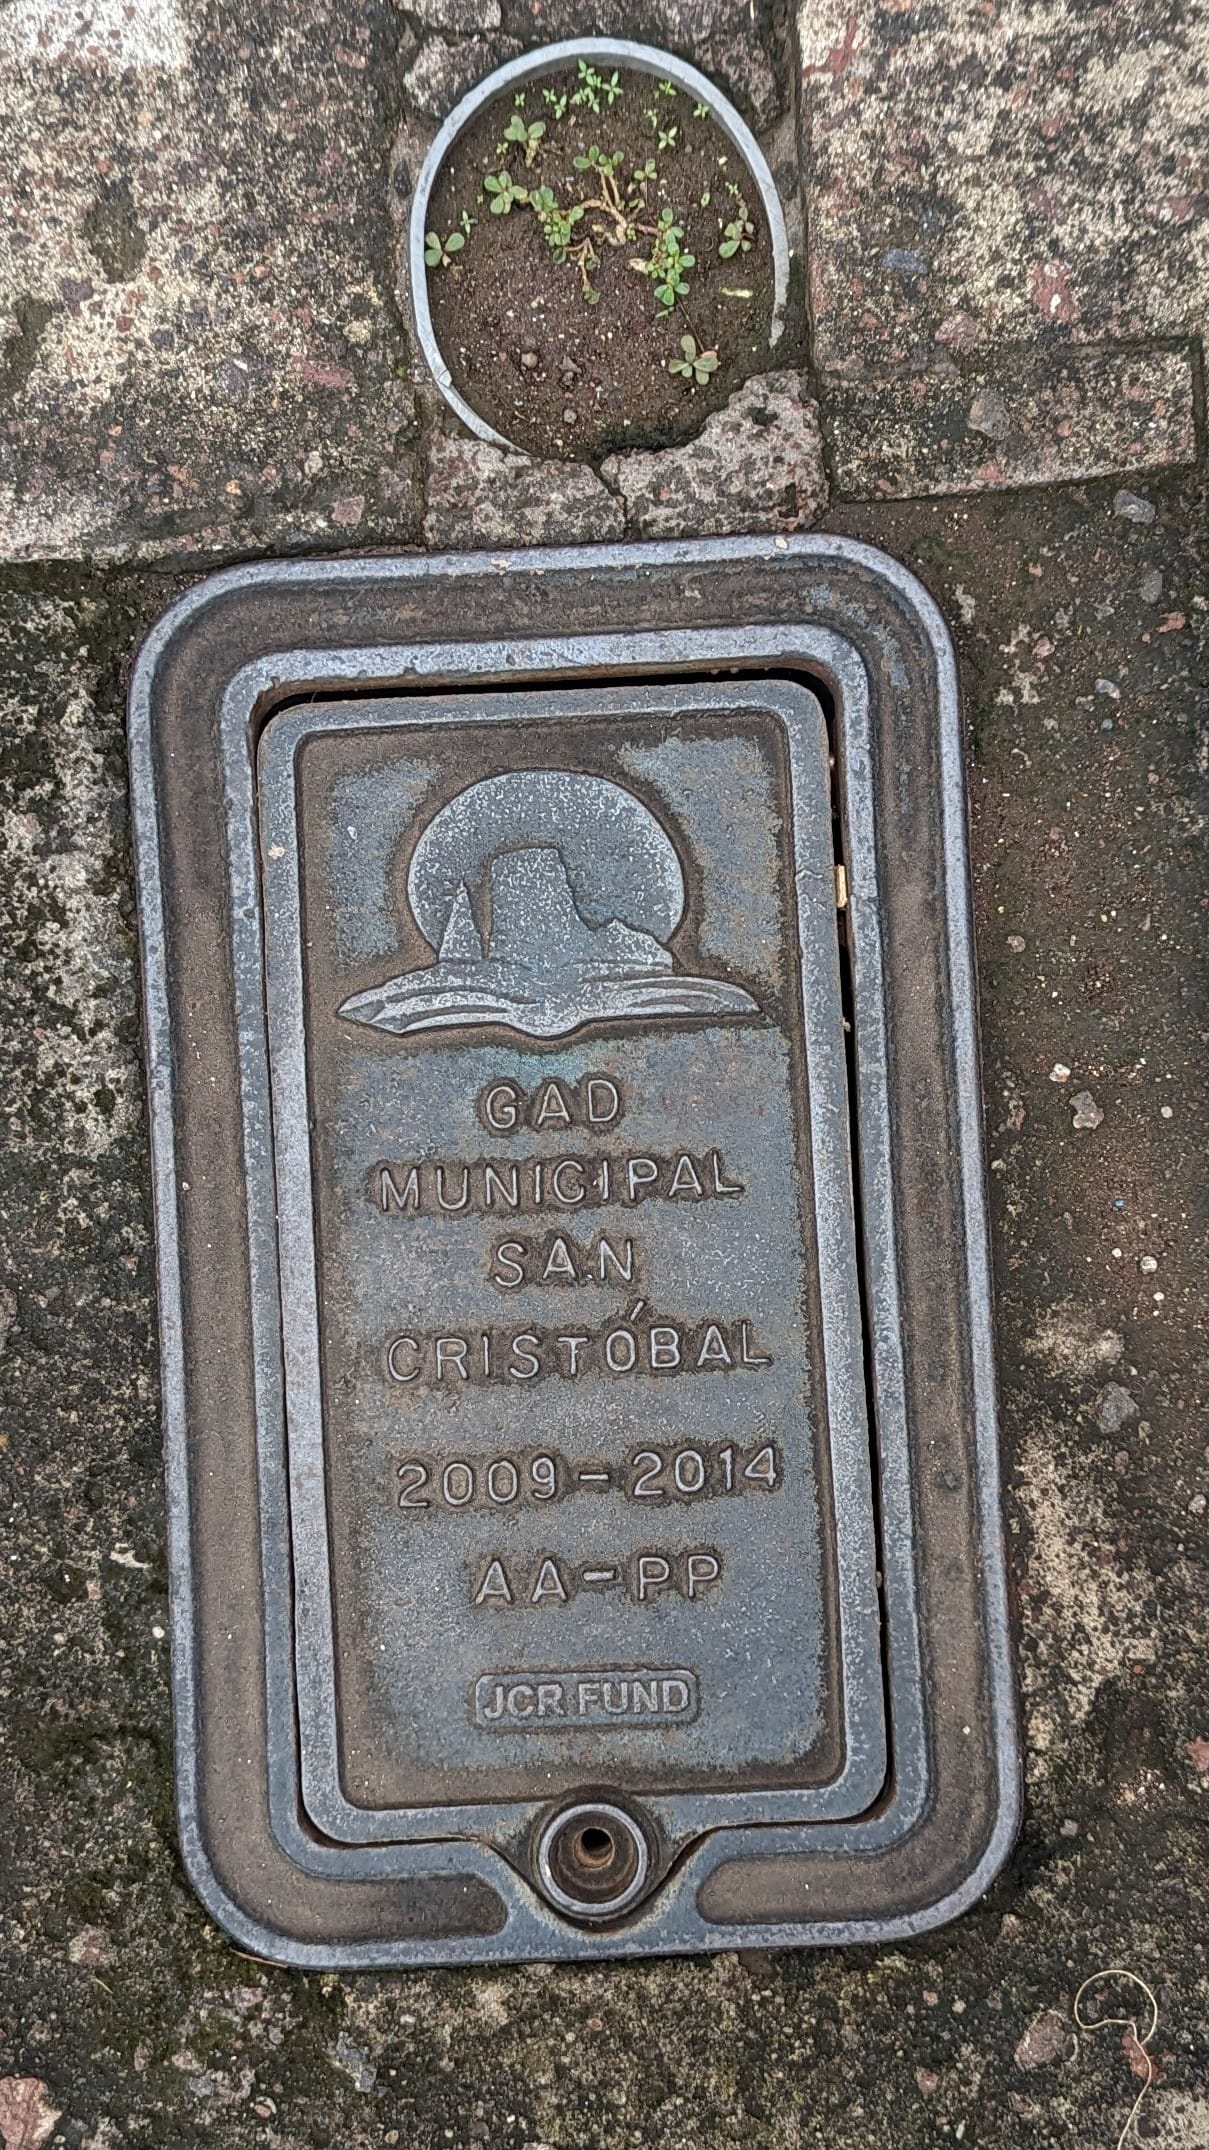 GAD
MUNICIPAL
SAN
CRISTÓBAL
2009-2014
AA-PP
JCR FUND